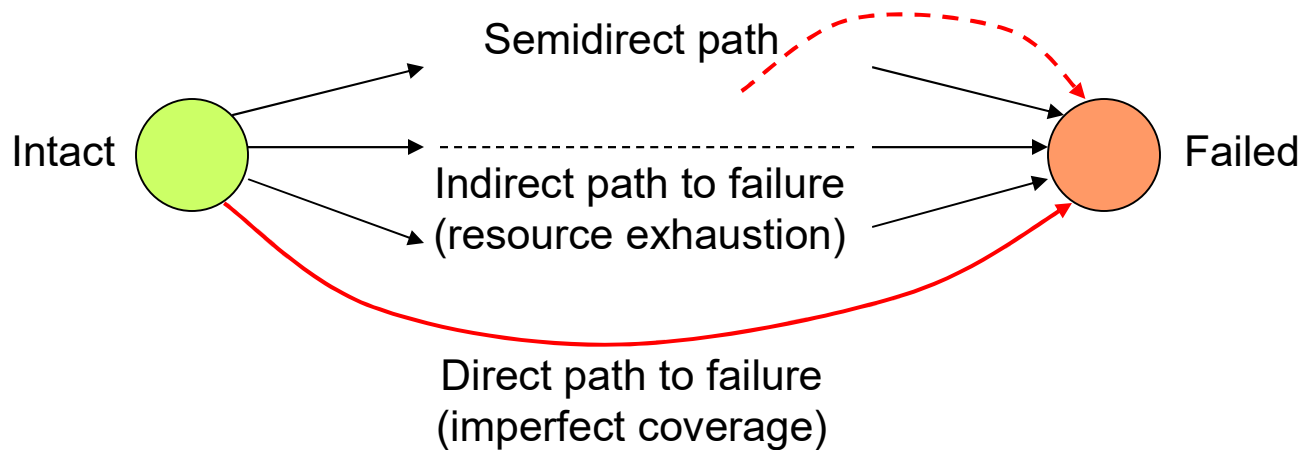 Semidirect path
Intact
Failed
Indirect path to failure
(resource exhaustion)
Direct path to failure
(imperfect coverage)